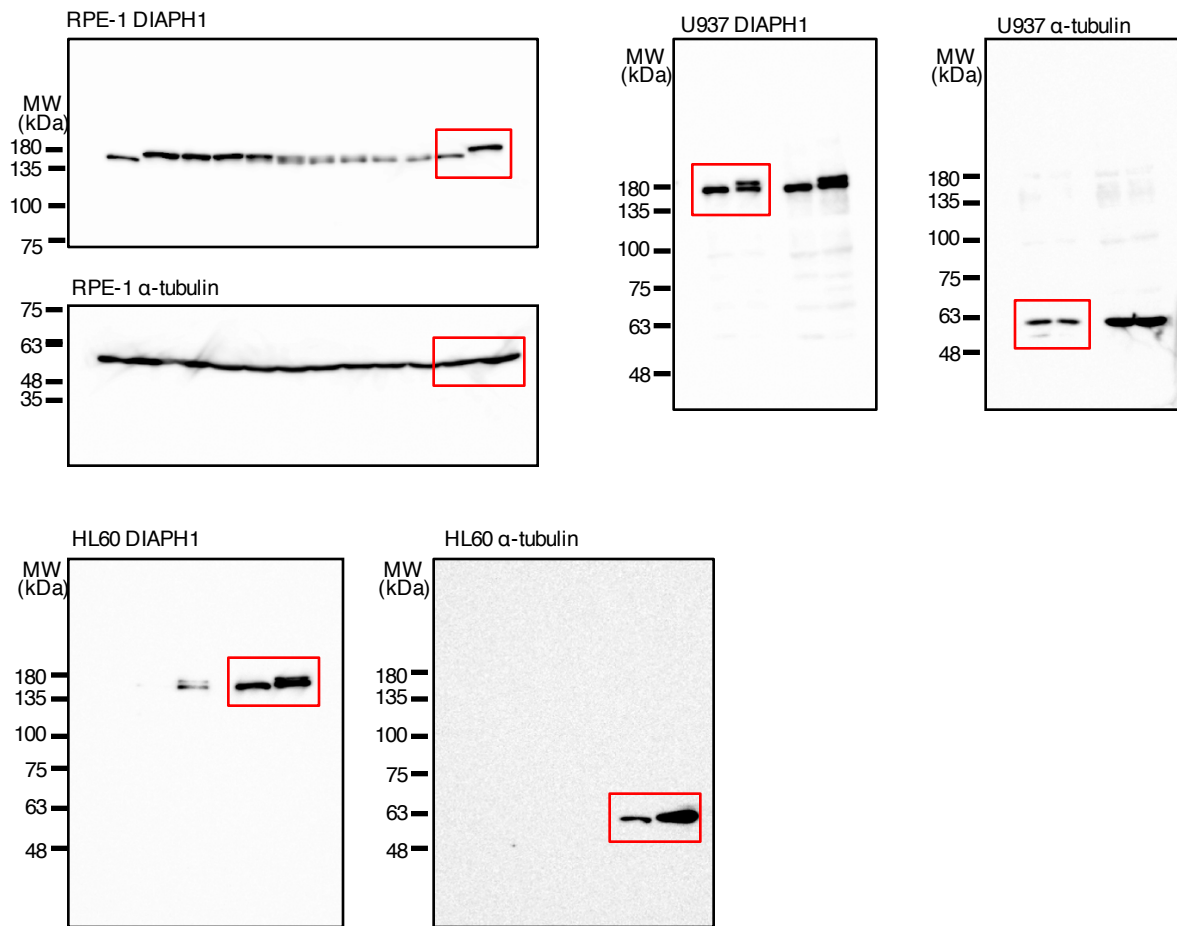 RPE-1 DIAPH1
MW
(kDa)
180
135
100
75
RPE-1 α-tubulin
75
63
48
35
U937 DIAPH1
MW
(kDa)
180
135
100
75
63
48
U937 α-tubulin
MW
(kDa)
180
135
100
75
63
48
HL60 DIAPH1
MW
(kDa)
180
135
100
75
63
48
HL60 α-tubulin
MW
(kDa)
180
135
100
75
63
48